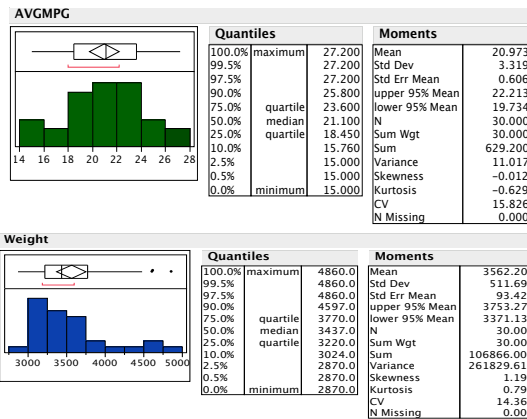 AVGMPG
14 16 18 20 22 24 26 28
Quantiles
100.0% maximum 27.200
99.5% 27.200
97.5% 27.200
90.0% 25.800
75.0% quartile 23.600
50.0% median 21.100
25.0% quartile 18.450
10.0% 15.760
2.5% 15.000
0.5% 15.000
0.0% minimum 15.000
Moments
Mean 20.973
Std Dev 3.319
Std Err Mean 0.606
upper 95% Mean 22.213
lower 95% Mean 19.734
N 30.000
Sum Wgt 30.000
Sum 629.200
Variance 11.017
Skewness -0.012
Kurtosis -0.629
CV 15.826
N Missing 0.000
Weight
3000 3500 4000 4500 5000
Quantiles
100.0% maximum 4860.0
99.5% 4860.0
97.5% 4860.0
90.0% 4597.0
75.0% quartile 3770.0
50.0% median 3437.0
25.0% quartile 3220.0
10.0% 3024.0
2.5% 2870.0
0.5% 2870.0
0.0% minimum 2870.0
Moments
Mean 3562.20
Std Dev 511.69
Std Err Mean 93.42
upper 95% Mean 3753.27
lower 95% Mean 3371.13
N 30.00
Sum Wgt 30.00
Sum 106866.00
Variance 261829.61
Skewness 1.19
Kurtosis 0.79
CV 14.36
N Missing 0.00